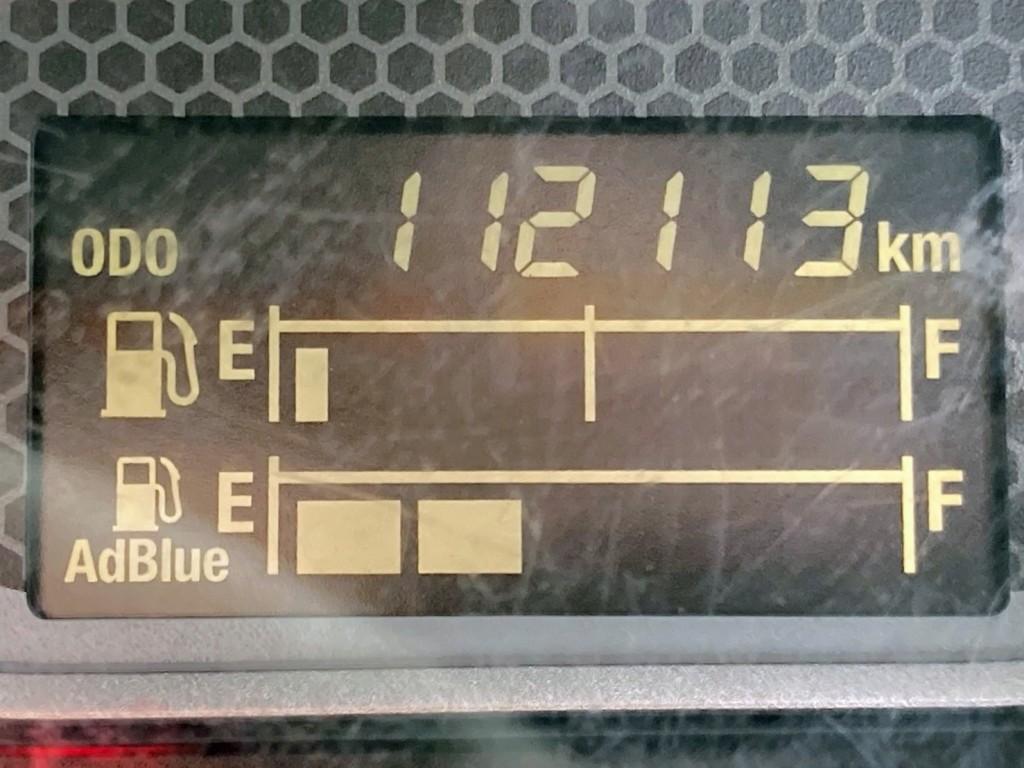 ODO 112113 km
E F
E F
AdBlue